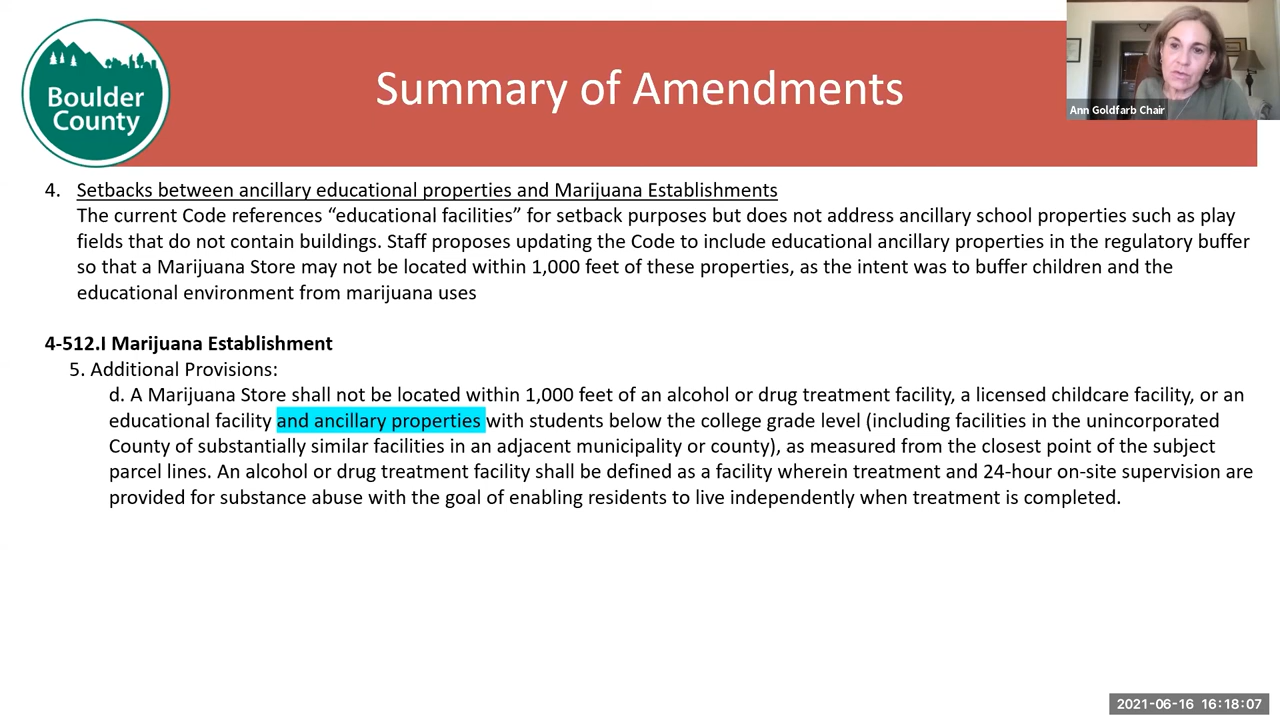 Boulder
County
Summary of Amendments
Ann Goldfarb Chair
4. Setbacks between ancillary educational properties and Marijuana Establishments
The current Code references “educational facilities” for setback purposes but does not address ancillary school properties such as play
fields that do not contain buildings. Staff proposes updating the Code to include educational ancillary properties in the regulatory buffer
so that a Marijuana Store may not be located within 1,000 feet of these properties, as the intent was to buffer children and the
educational environment from marijuana uses
4-512.I Marijuana Establishment
5. Additional Provisions:
d. A Marijuana Store shall not be located within 1,000 feet of an alcohol or drug treatment facility, a licensed childcare facility, or an
educational facility and ancillary properties with students below the college grade level (including facilities in the unincorporated
County of substantially similar facilities in an adjacent municipality or county), as measured from the closest point of the subject
parcel lines. An alcohol or drug treatment facility shall be defined as a facility wherein treatment and 24-hour on-site supervision are
provided for substance abuse with the goal of enabling residents to live independently when treatment is completed.
2021-06-16 16:18:07